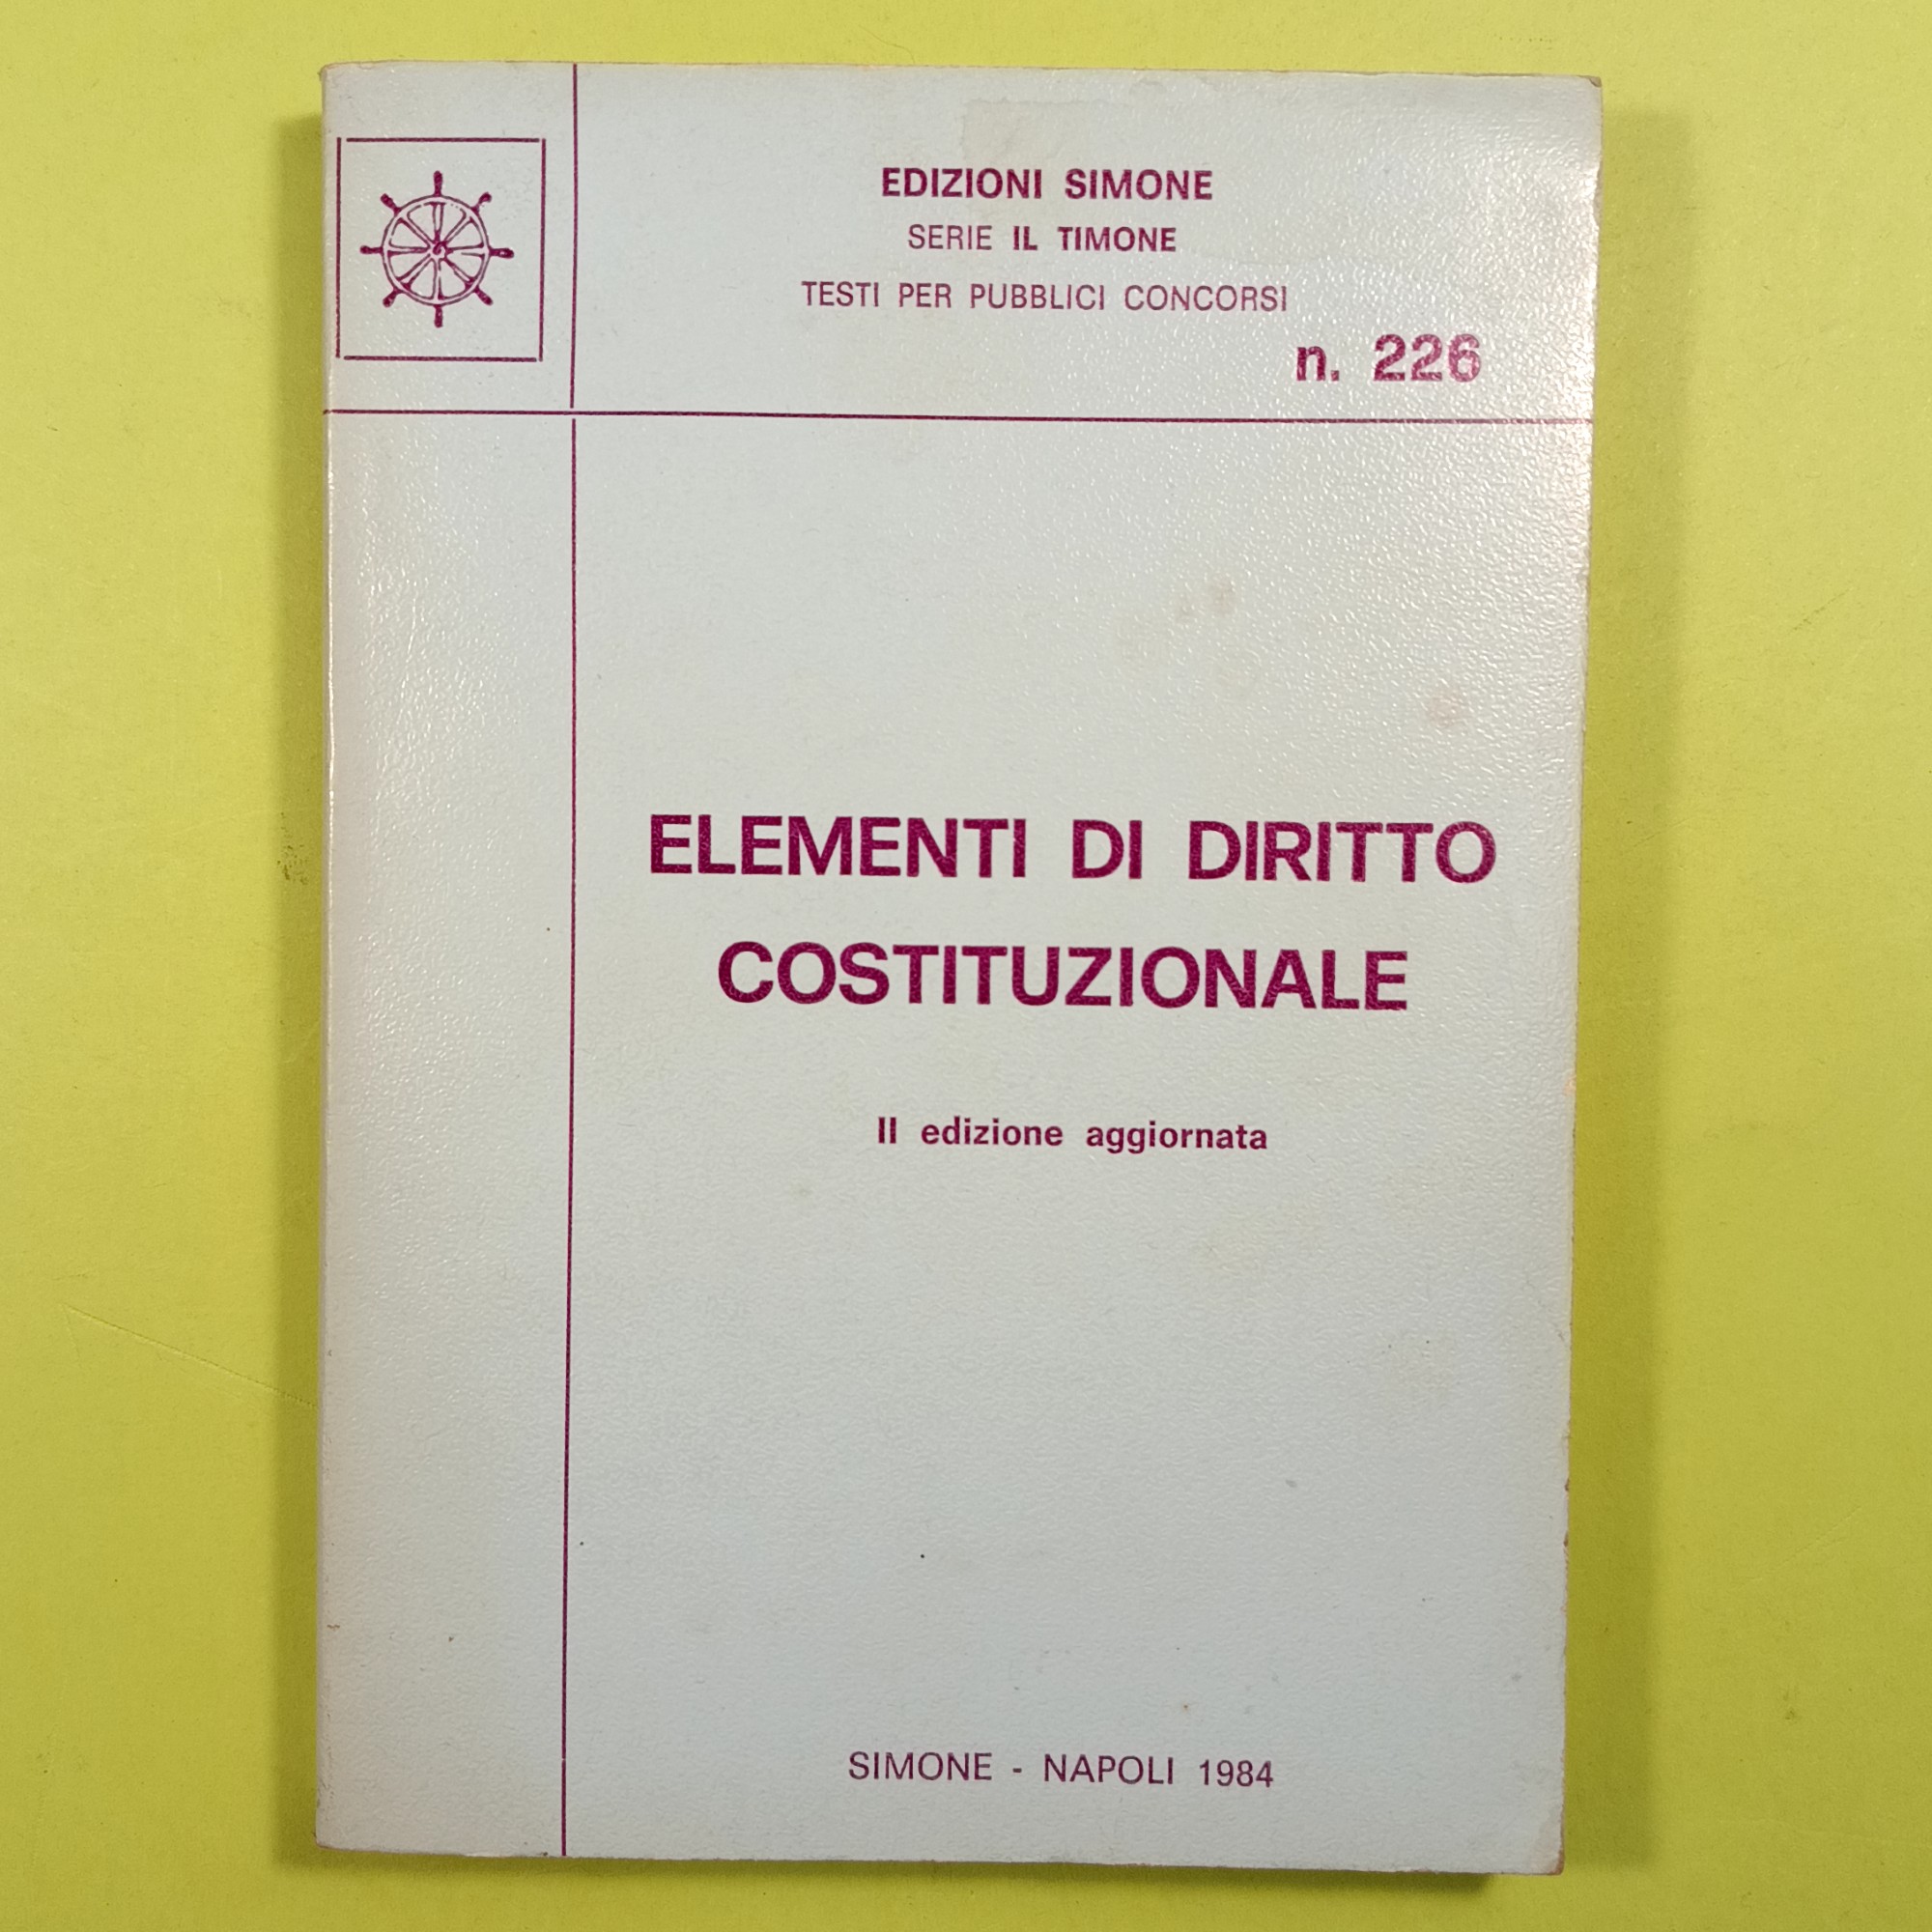 EDIZIONI SIMONE
SERIE IL TIMONE
TESTI PER PUBBLICI CONCORSI
n. 226
ELEMENTI DI DIRITTO
COSTITUZIONALE
II edizione aggiornata
SIMONE - NAPOLI 1984